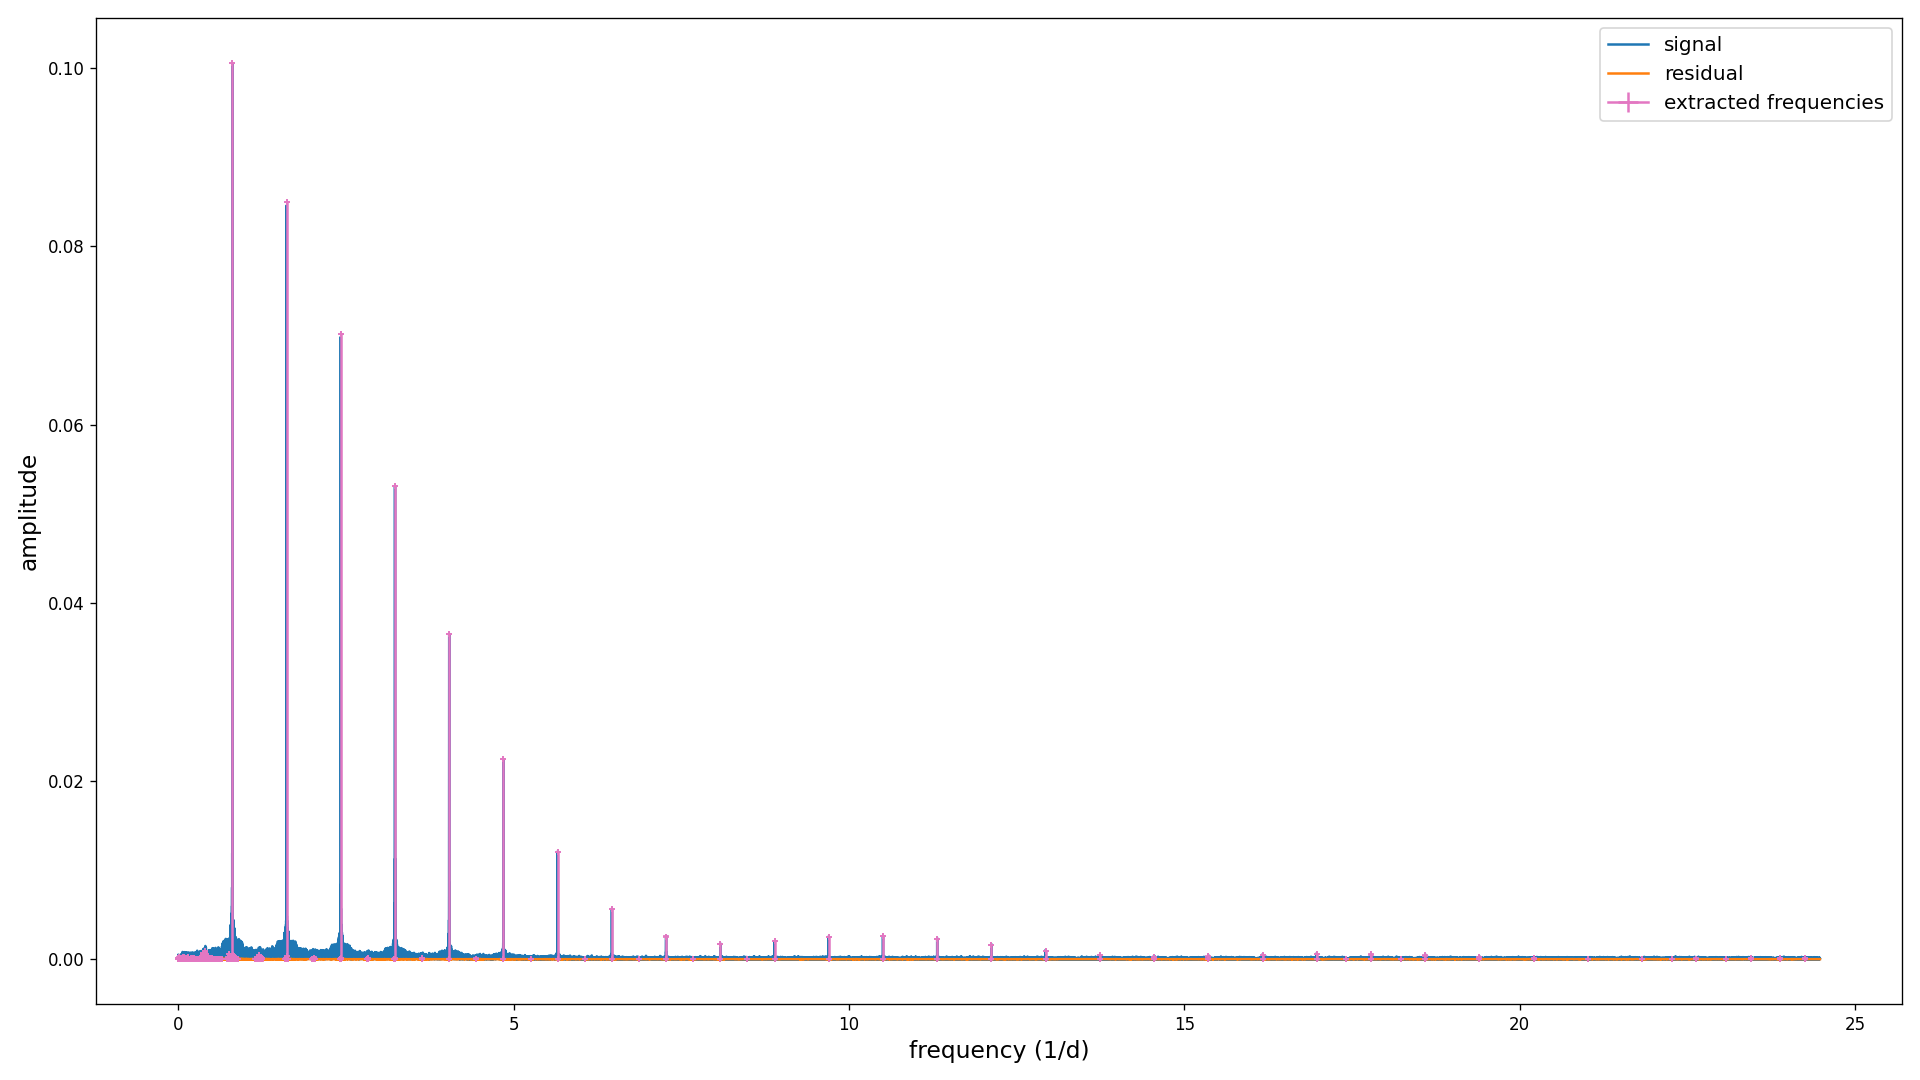 signal
residual
extracted frequencies
0.10
0.08
0.06
0.04
0.02
0.00
amplitude
0 5 10 15 20 25
frequency (1/d)